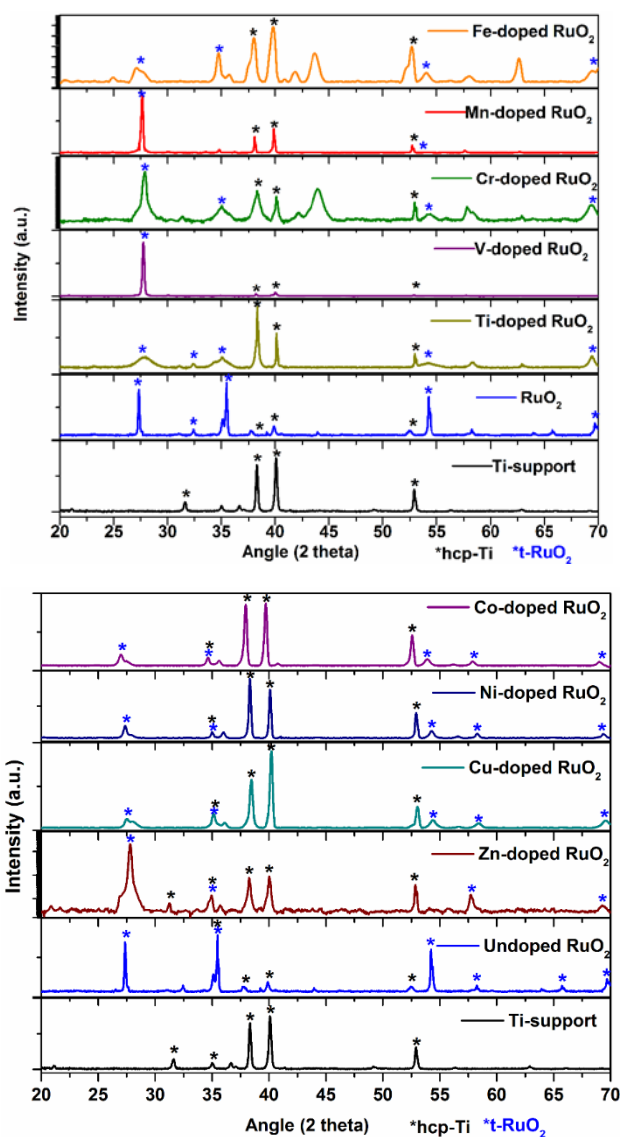 * Fe-doped RuO2
* Mn-doped RuO2
* Cr-doped RuO2
* V-doped RuO2
* Ti-doped RuO2
RuO2
Ti-support
Intensity (a.u.)
20 25 30 35 40 45 50 55 60 65 70
Angle (2 theta) *hcp-Ti *t-RuO2
Co-doped RuO2
Ni-doped RuO2
Cu-doped RuO2
Zn-doped RuO2
Undoped RuO2
Ti-support
Intensity (a.u.)
20 25 30 35 40 45 50 55 60 65 70
Angle (2 theta) *hcp-Ti *t-RuO2